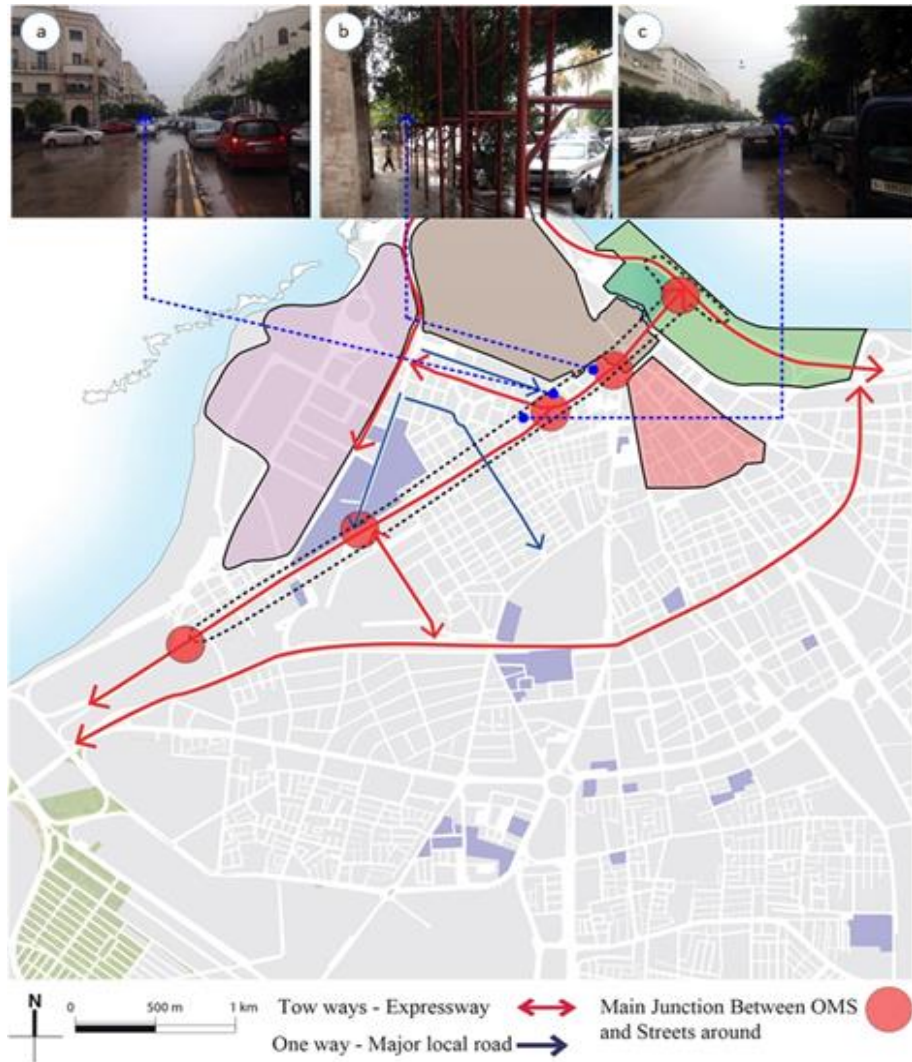 a
b
c
N
0 500 m 1 km
Tow ways - Expressway
One way - Major local road
Main Junction Between OMS
and Streets around